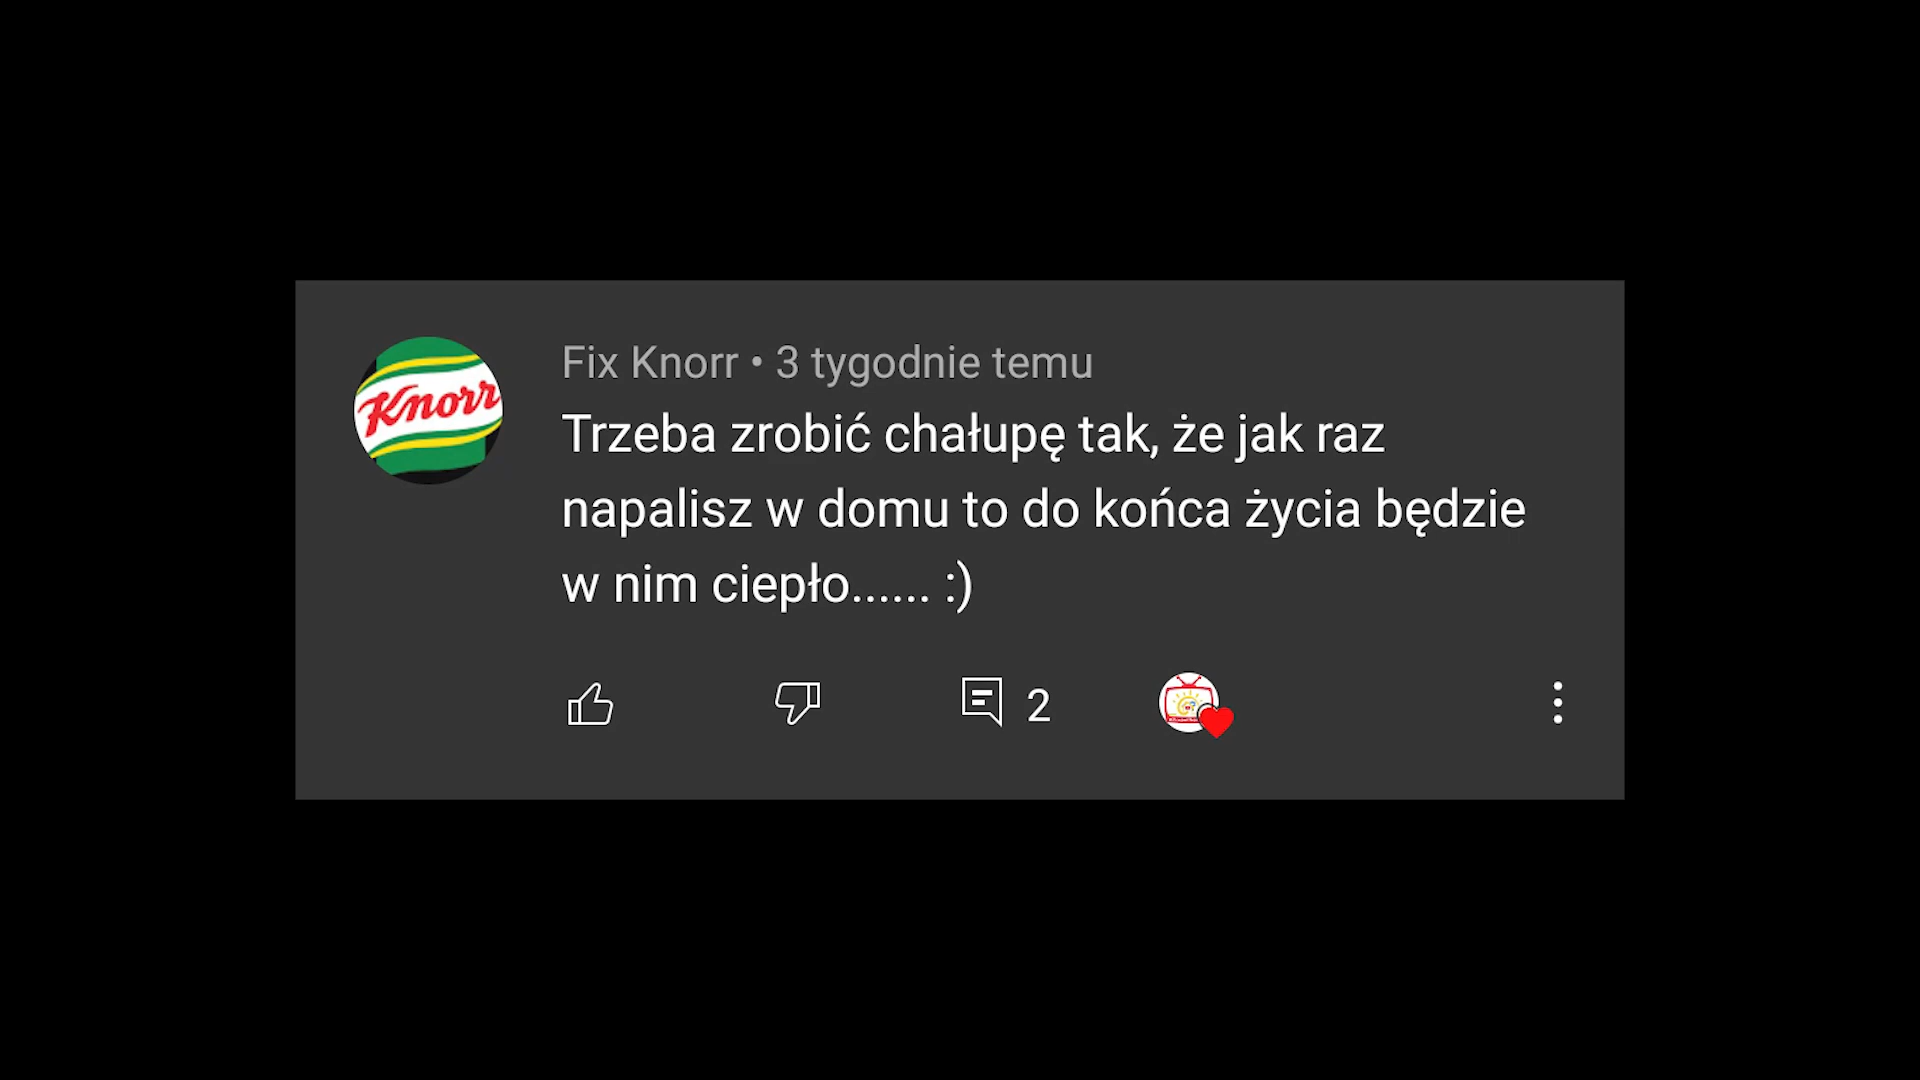 Knorr
Fix Knorr • 3 tygodnie temu
Trzeba zrobić chałupę tak, że jak raz
napalisz w domu to do końca życia będzie
w nim ciepło...... :)
2